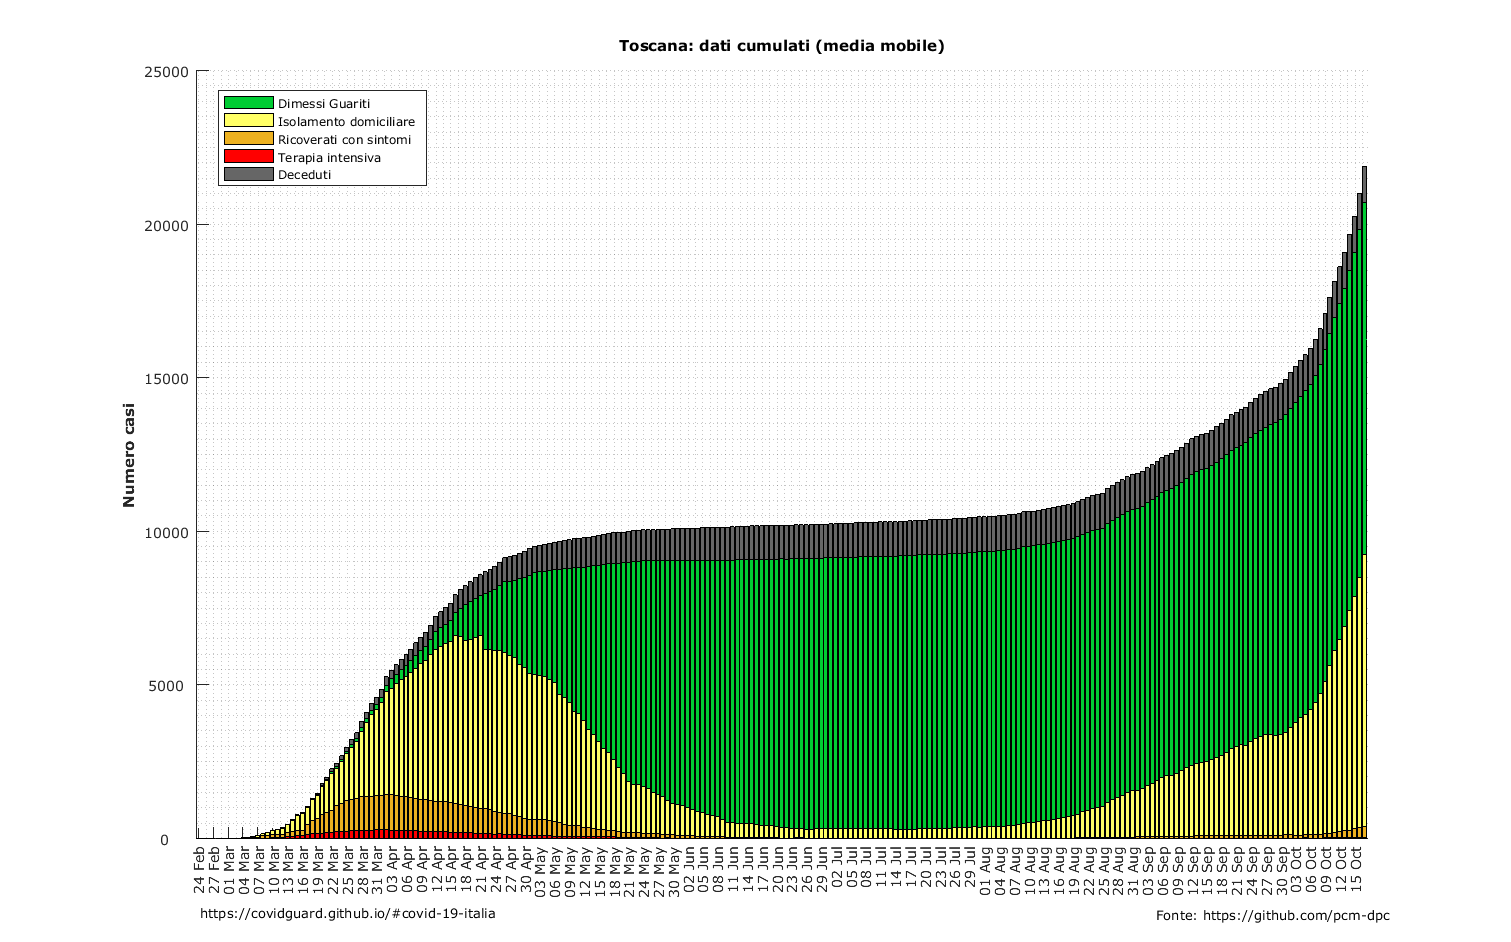 Toscana: dati cumulati (media mobile)
25000
20000
15000
10000
5000
0
Numero casi
Dimessi Guariti
Isolamento domiciliare
Ricoverati con sintomi
Terapia intensiva
Deceduti
24 Feb
27 Feb
01 Mar
04 Mar
07 Mar
10 Mar
13 Mar
16 Mar
19 Mar
22 Mar
25 Mar
28 Mar
31 Mar
03 Apr
06 Apr
09 Apr
12 Apr
15 Apr
18 Apr
21 Apr
24 Apr
27 Apr
30 Apr
03 May
06 May
09 May
12 May
15 May
18 May
21 May
24 May
27 May
30 May
02 Jun
05 Jun
08 Jun
11 Jun
14 Jun
17 Jun
20 Jun
23 Jun
26 Jun
29 Jun
02 Jul
05 Jul
08 Jul
11 Jul
14 Jul
17 Jul
20 Jul
23 Jul
26 Jul
29 Jul
01 Aug
04 Aug
07 Aug
10 Aug
13 Aug
16 Aug
19 Aug
22 Aug
25 Aug
28 Aug
31 Aug
03 Sep
06 Sep
09 Sep
12 Sep
15 Sep
18 Sep
21 Sep
24 Sep
27 Sep
30 Sep
03 Oct
06 Oct
09 Oct
12 Oct
15 Oct
https://covidguard.github.io/#covid-19-italia
Fonte: https://github.com/pcm-dpc